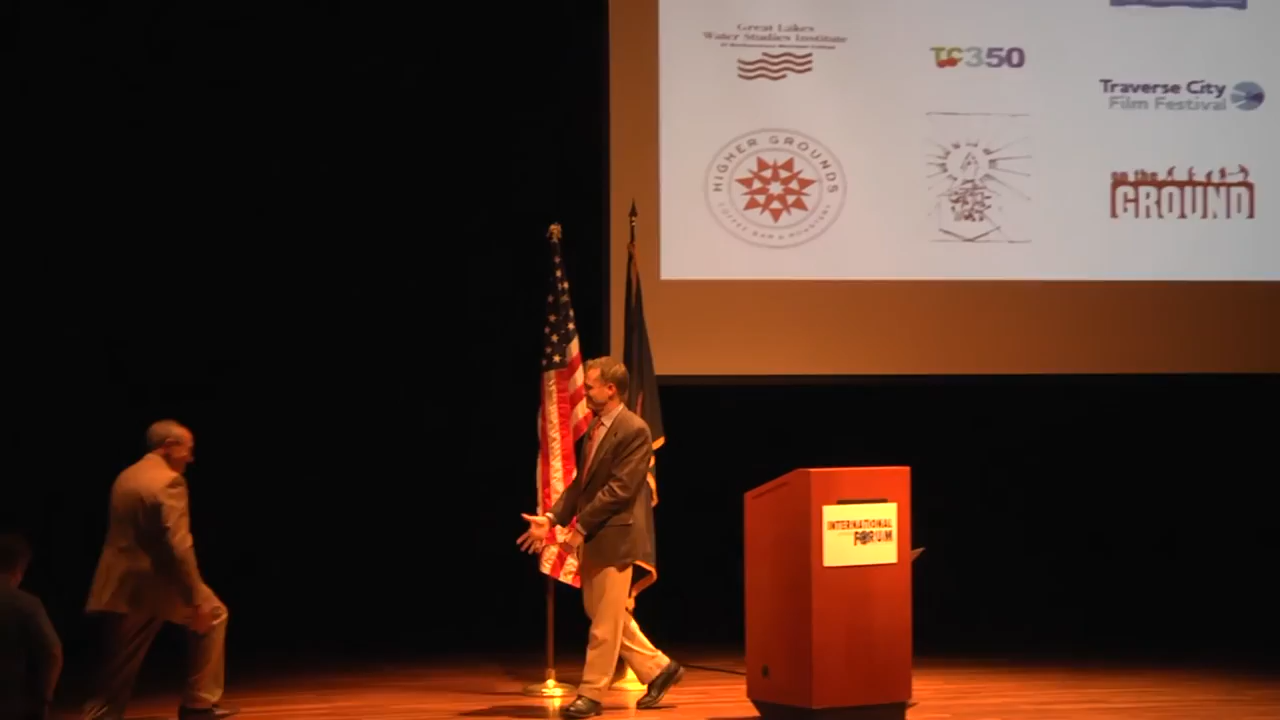 Great Lakes
Water Studies Institute
TC350
Traverse City
Film Festival
HIGHER GROUNDS
on the
GROUND
INTERNATIONAL
FORUM